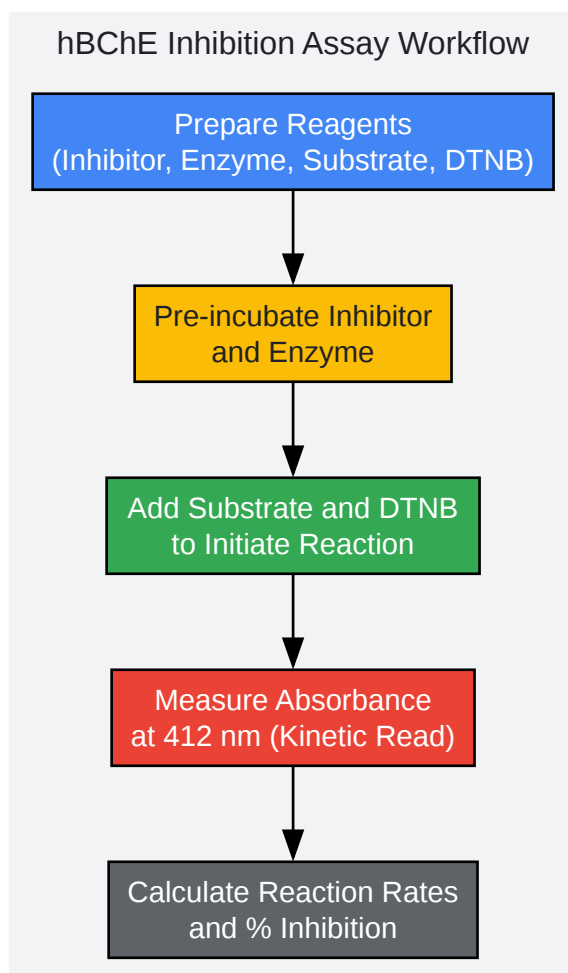 hBChE Inhibition Assay Workflow
Prepare Reagents
(Inhibitor, Enzyme, Substrate, DTNB)
Pre-incubate Inhibitor
and Enzyme
Add Substrate and DTNB
to Initiate Reaction
Measure Absorbance
at 412 nm (Kinetic Read)
Calculate Reaction Rates
and % Inhibition